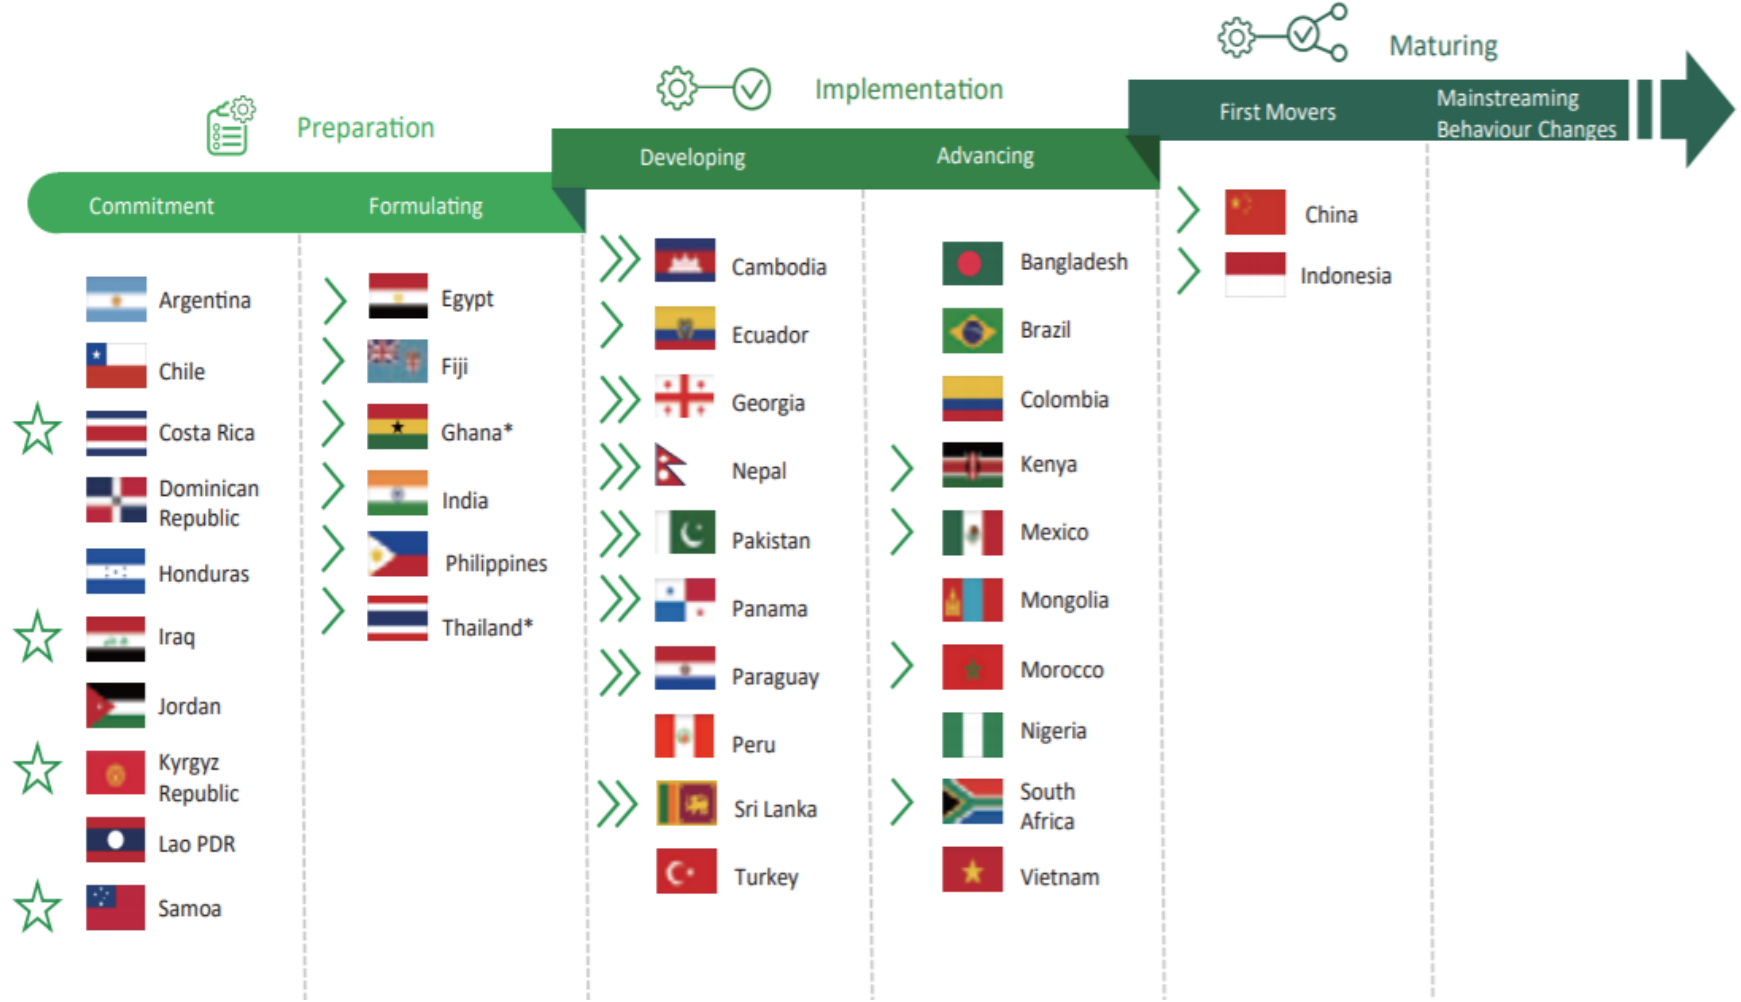 Preparation
Implementation
Maturing
Commitment
Formulating
Developing
Advancing
First Movers
Mainstreaming
Behaviour Changes
Argentina
Chile
Costa Rica
Dominican
Republic
Honduras
Iraq
Jordan
Kyrgyz
Republic
Lao PDR
Samoa
Egypt
Fiji
Ghana*
India
Philippines
Thailand*
Cambodia
Ecuador
Georgia
Nepal
Pakistan
Panama
Paraguay
Peru
Sri Lanka
Turkey
Bangladesh
Brazil
Colombia
Kenya
Mexico
Mongolia
Morocco
Nigeria
South
Africa
Vietnam
China
Indonesia